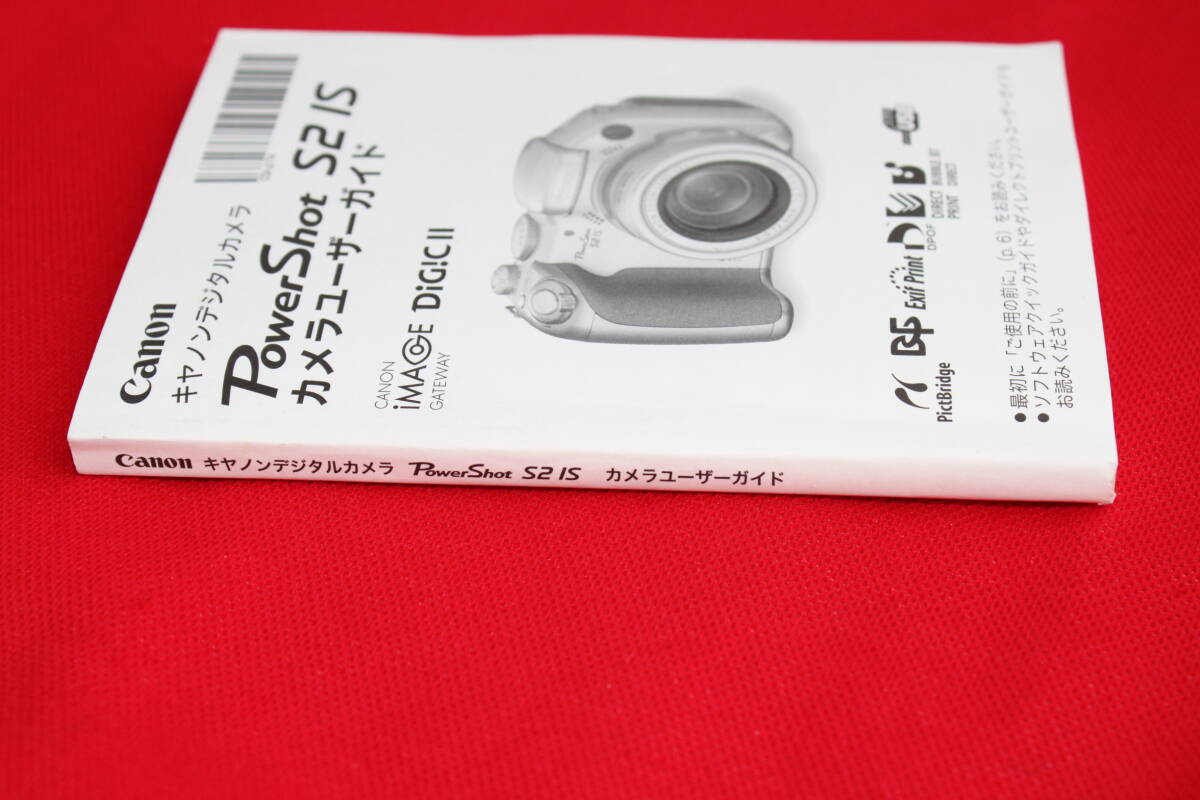 Canon
キヤノンデジタルカメラ
PowerShot S2 IS
カメラユーザーガイド
CANON
iMAGE
GATEWAY
DiGiC II
PowerShot
S2 IS
PictBridge
Exif Print
DPOF
DIRECT
PRINT
BUBBLE JET
DIRECT
●最初に「ご使用の前に」(p. 6) をお読みください。
●ソフトウェアクイックガイドやダイレクトプリントユーザーガイドも
お読みください。
Canon キヤノンデジタルカメラ PowerShot S2 IS カメラユーザーガイド